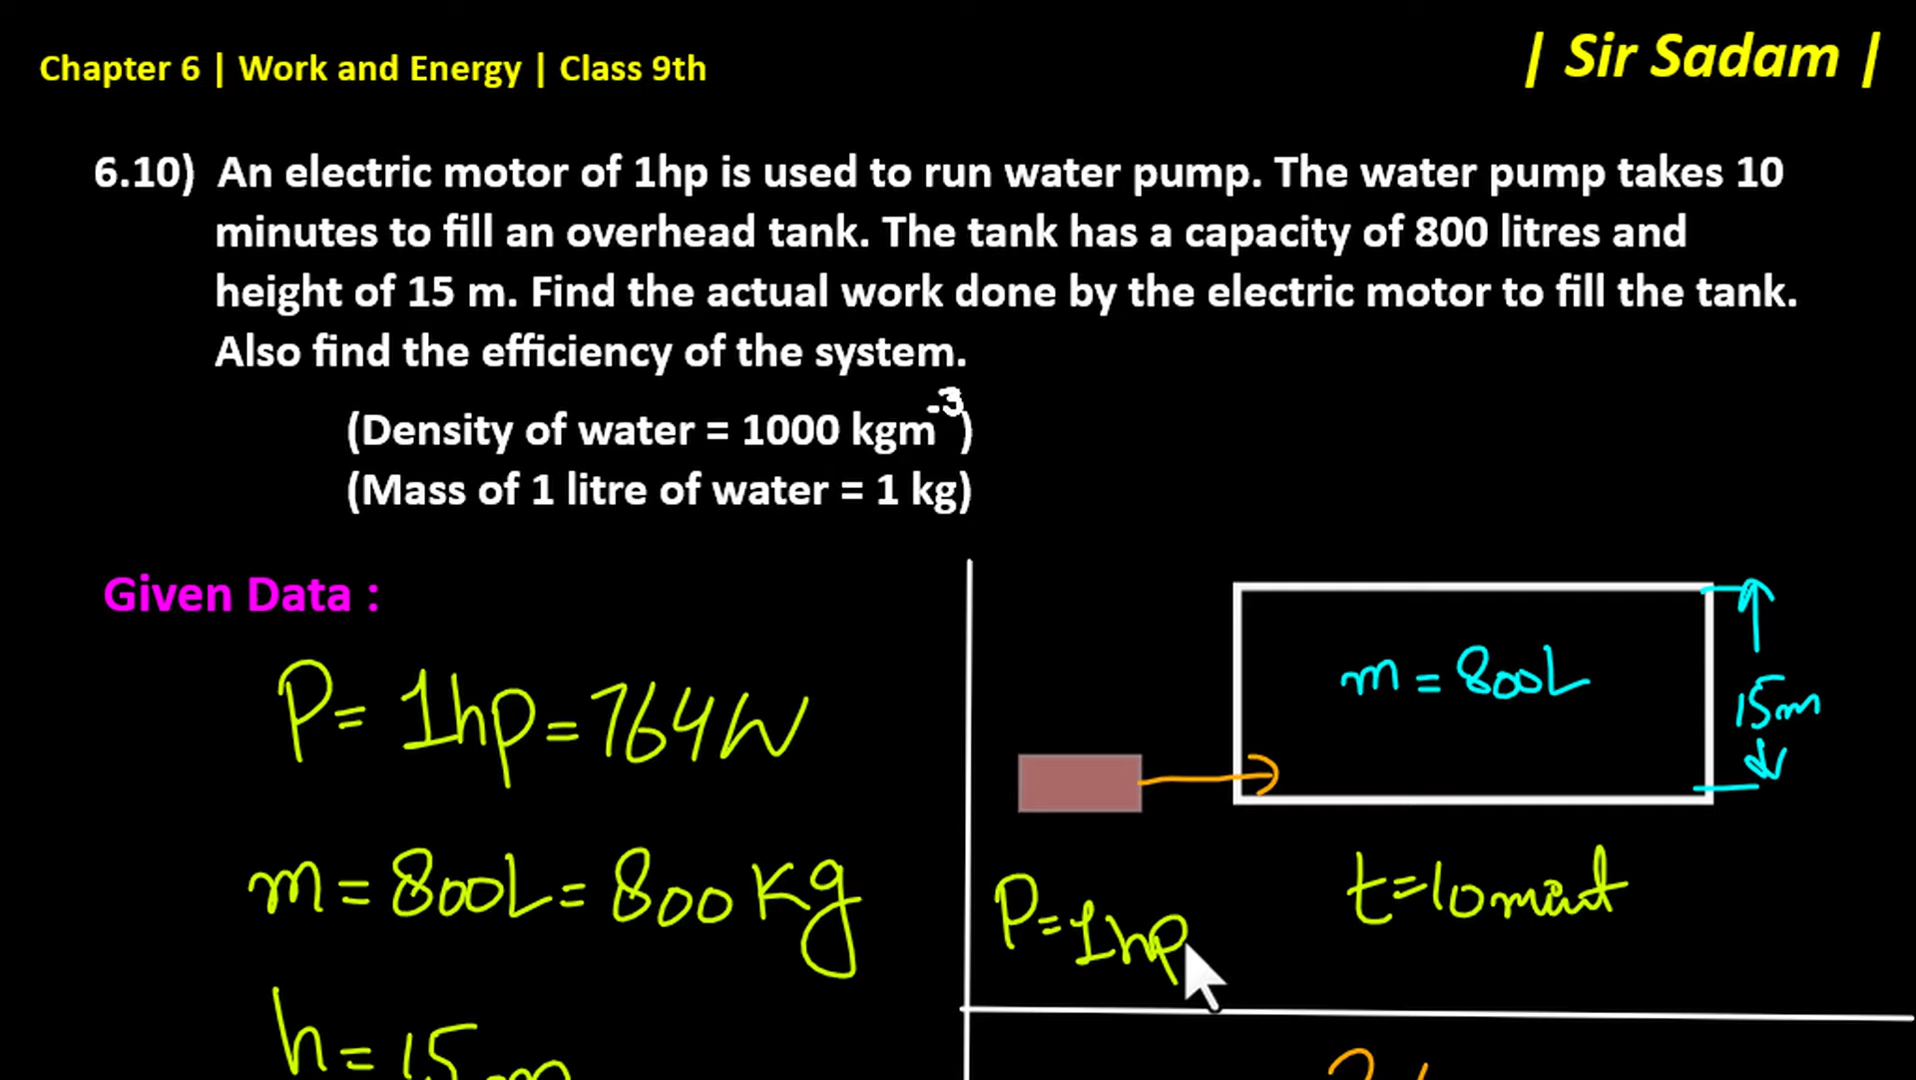 Chapter 6 | Work and Energy | Class 9th
| Sir Sadam |
6.10) An electric motor of 1hp is used to run water pump. The water pump takes 10
minutes to fill an overhead tank. The tank has a capacity of 800 litres and
height of 15 m. Find the actual work done by the electric motor to fill the tank.
Also find the efficiency of the system.
(Density of water = 1000 kgm⁻³)
(Mass of 1 litre of water = 1 kg)
Given Data :
P = 1hp = 764W
m = 800L = 800 Kg
h = 15m
m = 800L
15m
P = 1hp
t = 10 minut